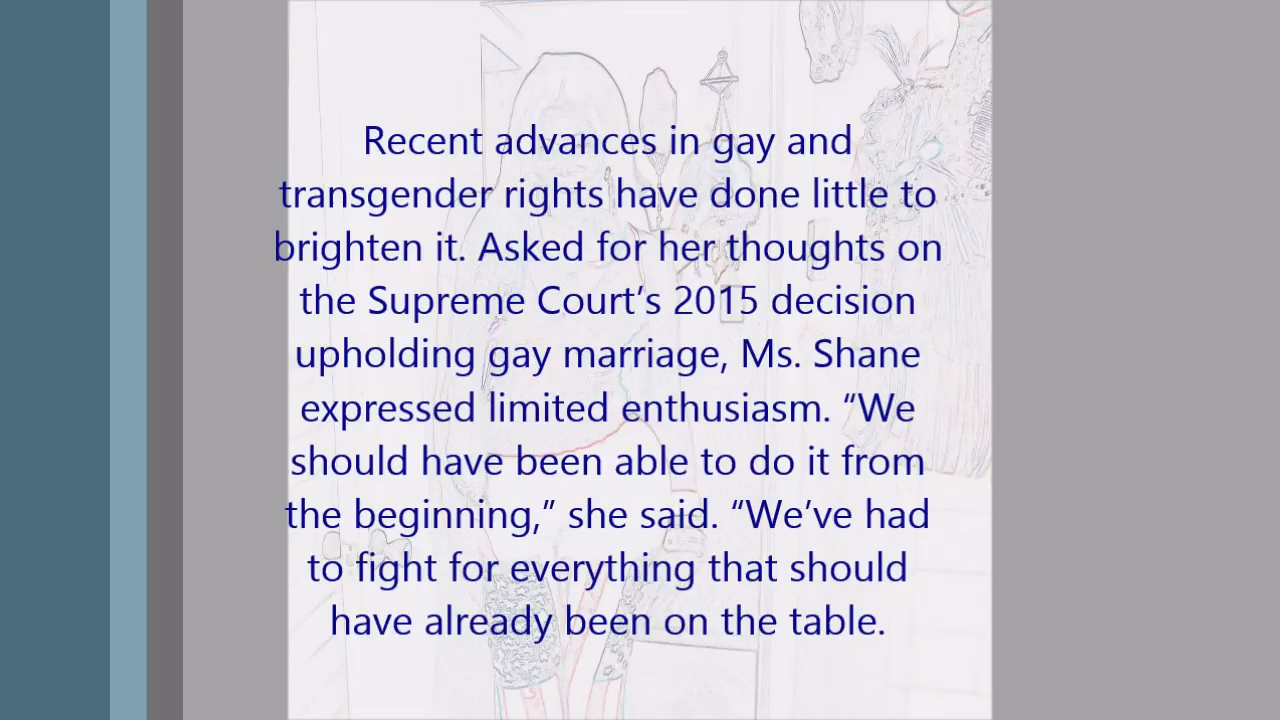 Recent advances in gay and
transgender rights have done little to
brighten it. Asked for her thoughts on
the Supreme Court’s 2015 decision
upholding gay marriage, Ms. Shane
expressed limited enthusiasm. “We
should have been able to do it from
the beginning,” she said. “We’ve had
to fight for everything that should
have already been on the table.